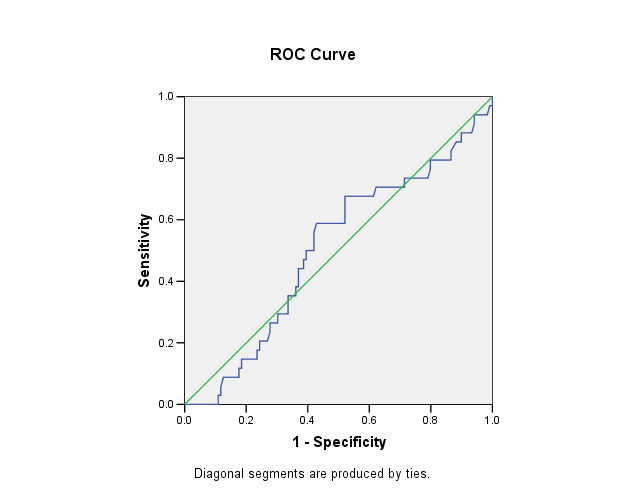 ROC Curve
1.0
0.8
0.6
0.4
0.2
0.0
Sensitivity
0.0 0.2 0.4 0.6 0.8 1.0
1 - Specificity
Diagonal segments are produced by ties.